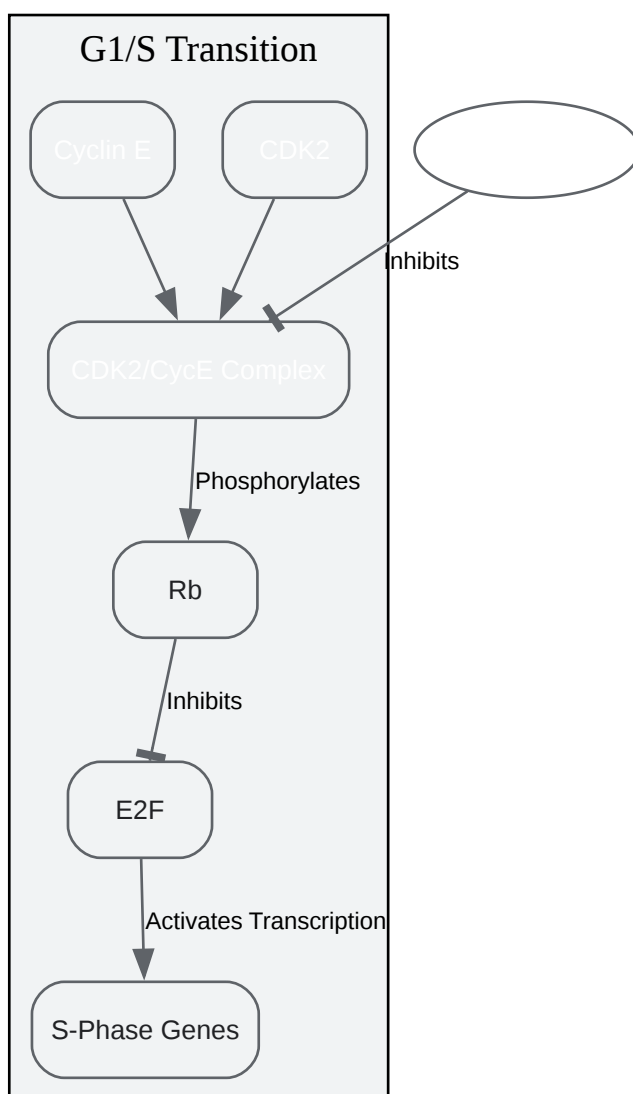 G1/S Transition
Cyclin E
CDK2
Inhibits
CDK2/CycE Complex
Phosphorylates
Rb
Inhibits
E2F
Activates Transcription
S-Phase Genes